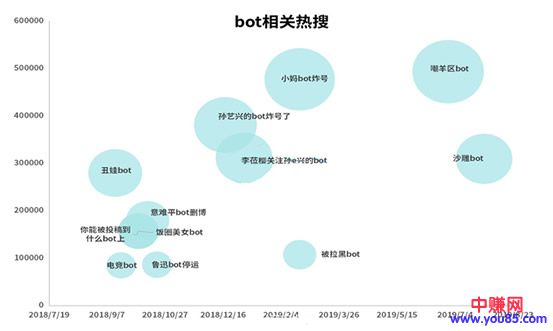 bot相关热搜
600000
500000
400000
300000
200000
100000
0
嘲羊区bot
小妈bot炸号
孙艺兴的bot炸号了
李荭关注孙e兴的bot
沙雕bot
丑娃bot
意难平bot删博
你能被投稿到
什么bot上
饭圈美女bot
被拉黑bot
电竞bot
鲁迅bot停运
2018/7/19
2018/9/7
2018/10/27
2018/12/16
2019/2/4
2019/3/26
2019/5/15
2019/7/4
2019/8/23
中赚网
www.you85.com